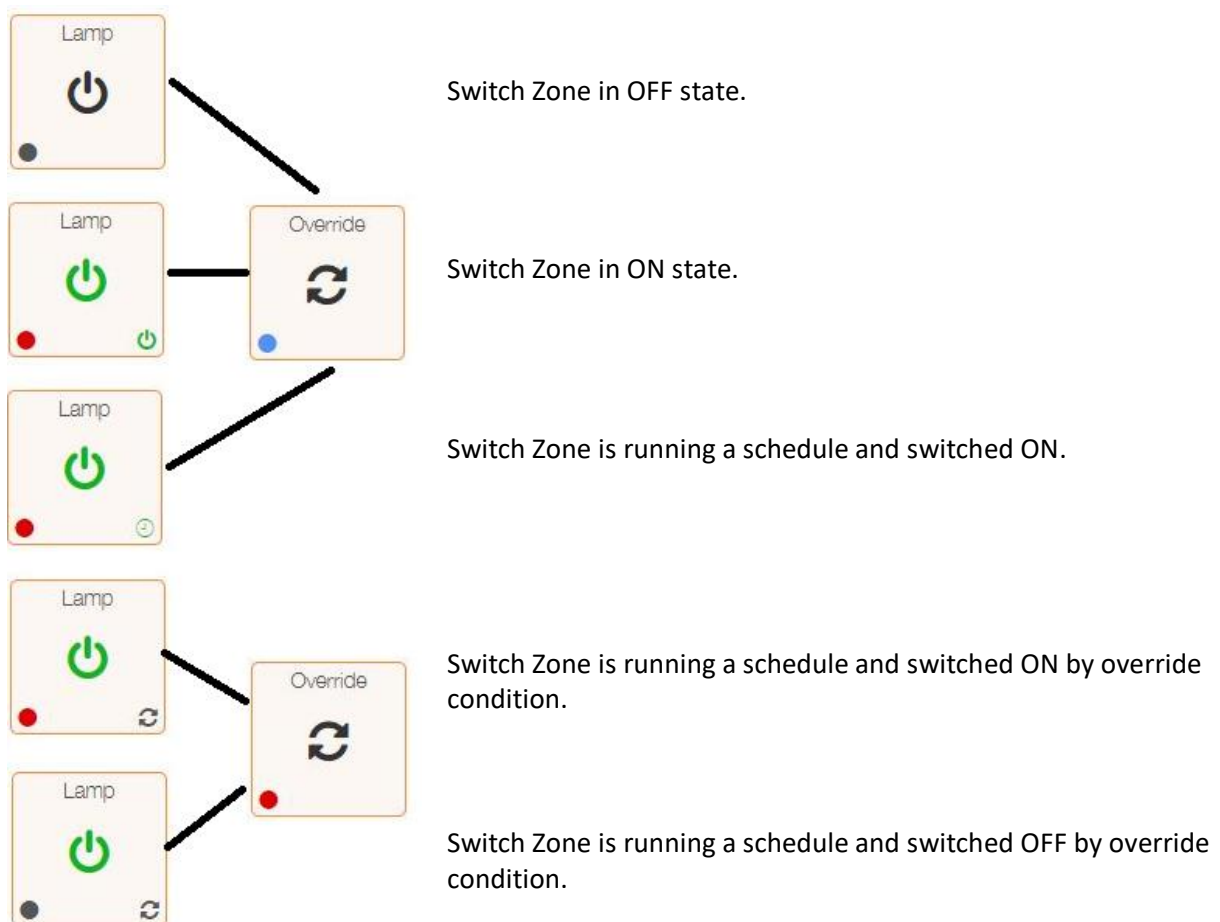 Lamp
Switch Zone in OFF state.
Lamp
Override
Switch Zone in ON state.
Lamp
Switch Zone is running a schedule and switched ON.
Lamp
Override
Switch Zone is running a schedule and switched ON by override
condition.
Lamp
Switch Zone is running a schedule and switched OFF by override
condition.